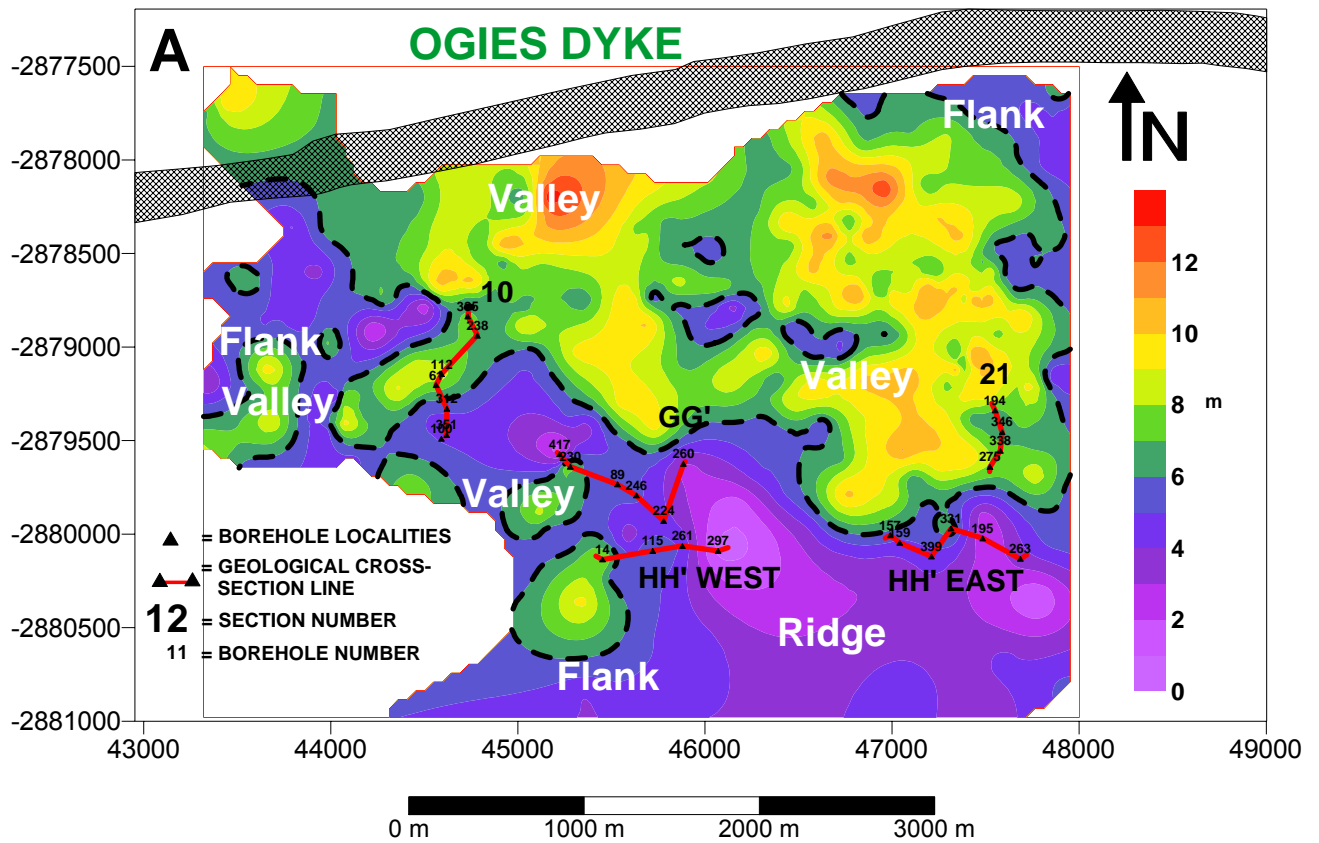 A
OGIES DYKE
-2877500
-2878000
-2878500
-2879000
-2879500
-2880000
-2880500
-2881000
Flank
N
Valley
10
238
112
312
Flank
Valley
Valley
21
194
346
338
275
GG'
417
230
89
246
224
260
Valley
12
10
8
6
4
2
0
m
14
115
261
297
HH' WEST
157
159
399
331
195
263
HH' EAST
Ridge
Flank
= BOREHOLE LOCALITIES
= GEOLOGICAL CROSS-
SECTION LINE
12 = SECTION NUMBER
11 = BOREHOLE NUMBER
43000 44000 45000 46000 47000 48000 49000
0 m 1000 m 2000 m 3000 m